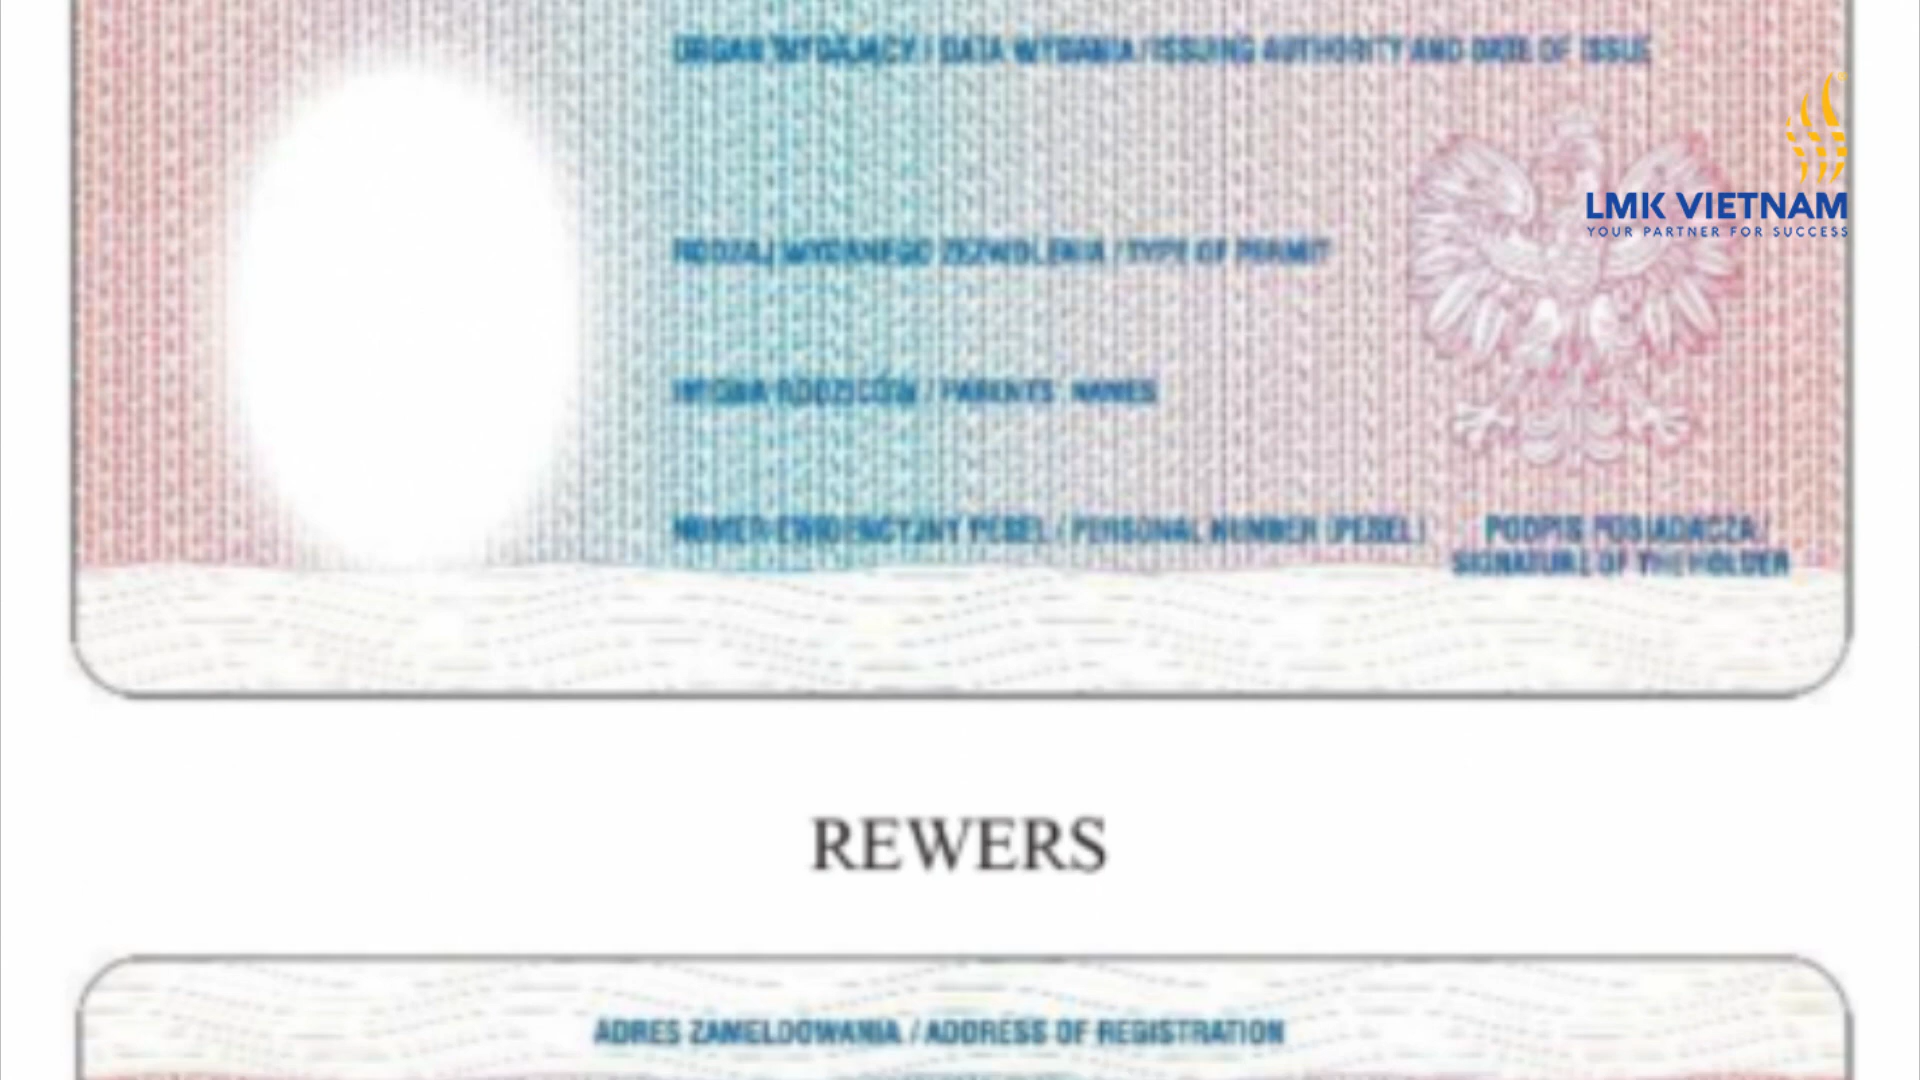 ORGAN WYDAJĄCY / DATA WYDANIA / ISSUING AUTHORITY AND DATE OF ISSUE
LMK VIETNAM
YOUR PARTNER FOR SUCCESS
RODZAJ WYDANEGO ZEZWOLENIA / TYPE OF PERMIT
IMIONA RODZICÓW / PARENTS NAMES
NUMER EWIDENCYJNY PESEL / PERSONAL NUMBER (PESEL)
PODPIS POSIADACZA /
SIGNATURE OF THE HOLDER
REWERS
ADRES ZAMELDOWANIA / ADDRESS OF REGISTRATION